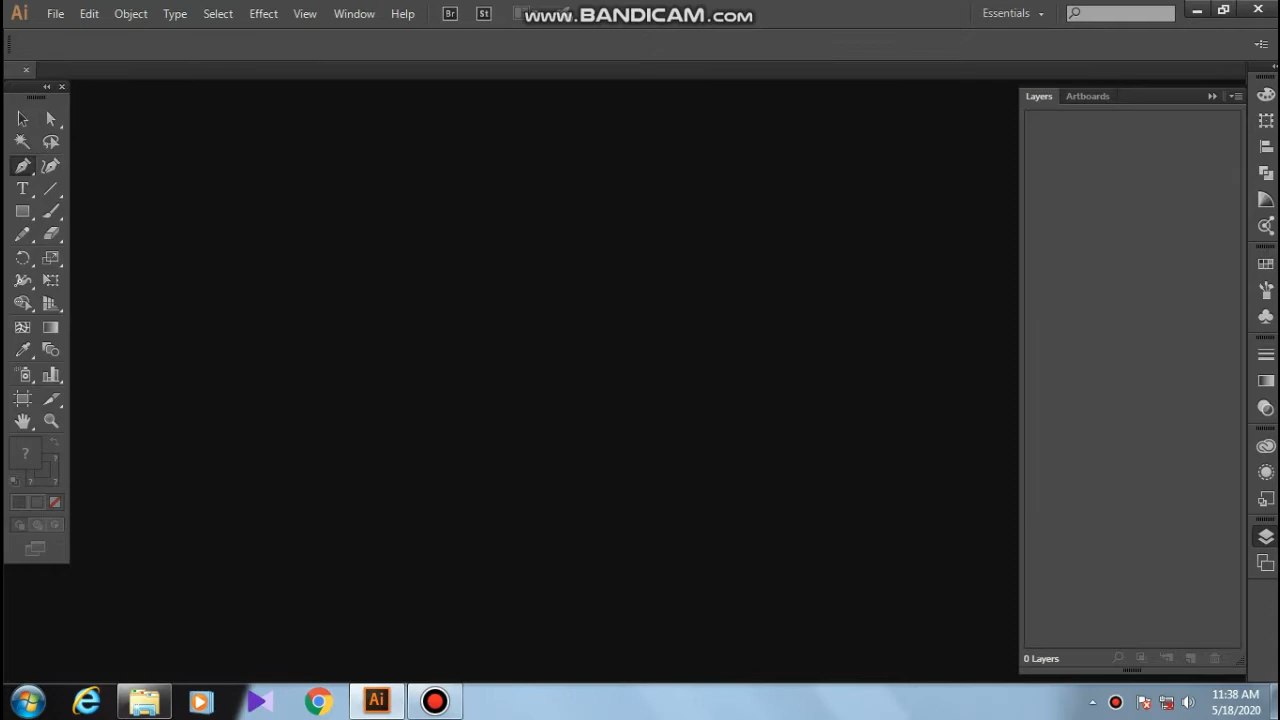 Ai File Edit Object Type Select Effect View Window Help Br St www.BANDICAM.com Essentials
Layers Artboards
T
?
?
? ?
0 Layers
Ai 11:38 AM
5/18/2020